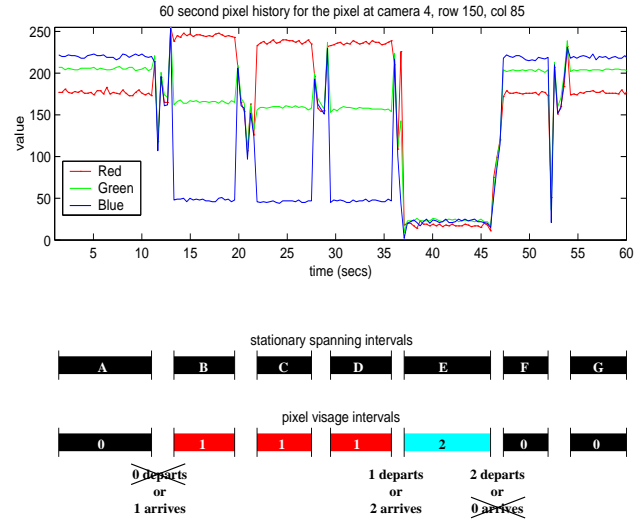 60 second pixel history for the pixel at camera 4, row 150, col 85
250
200
150
100
50
0
value
Red
Green
Blue
5 10 15 20 25 30 35 40 45 50 55 60
time (secs)
stationary spanning intervals
A B C D E F G
pixel visage intervals
0 1 1 1 2 0 0
0 departs 1 departs 2 departs
or or or
1 arrives 2 arrives 0 arrives